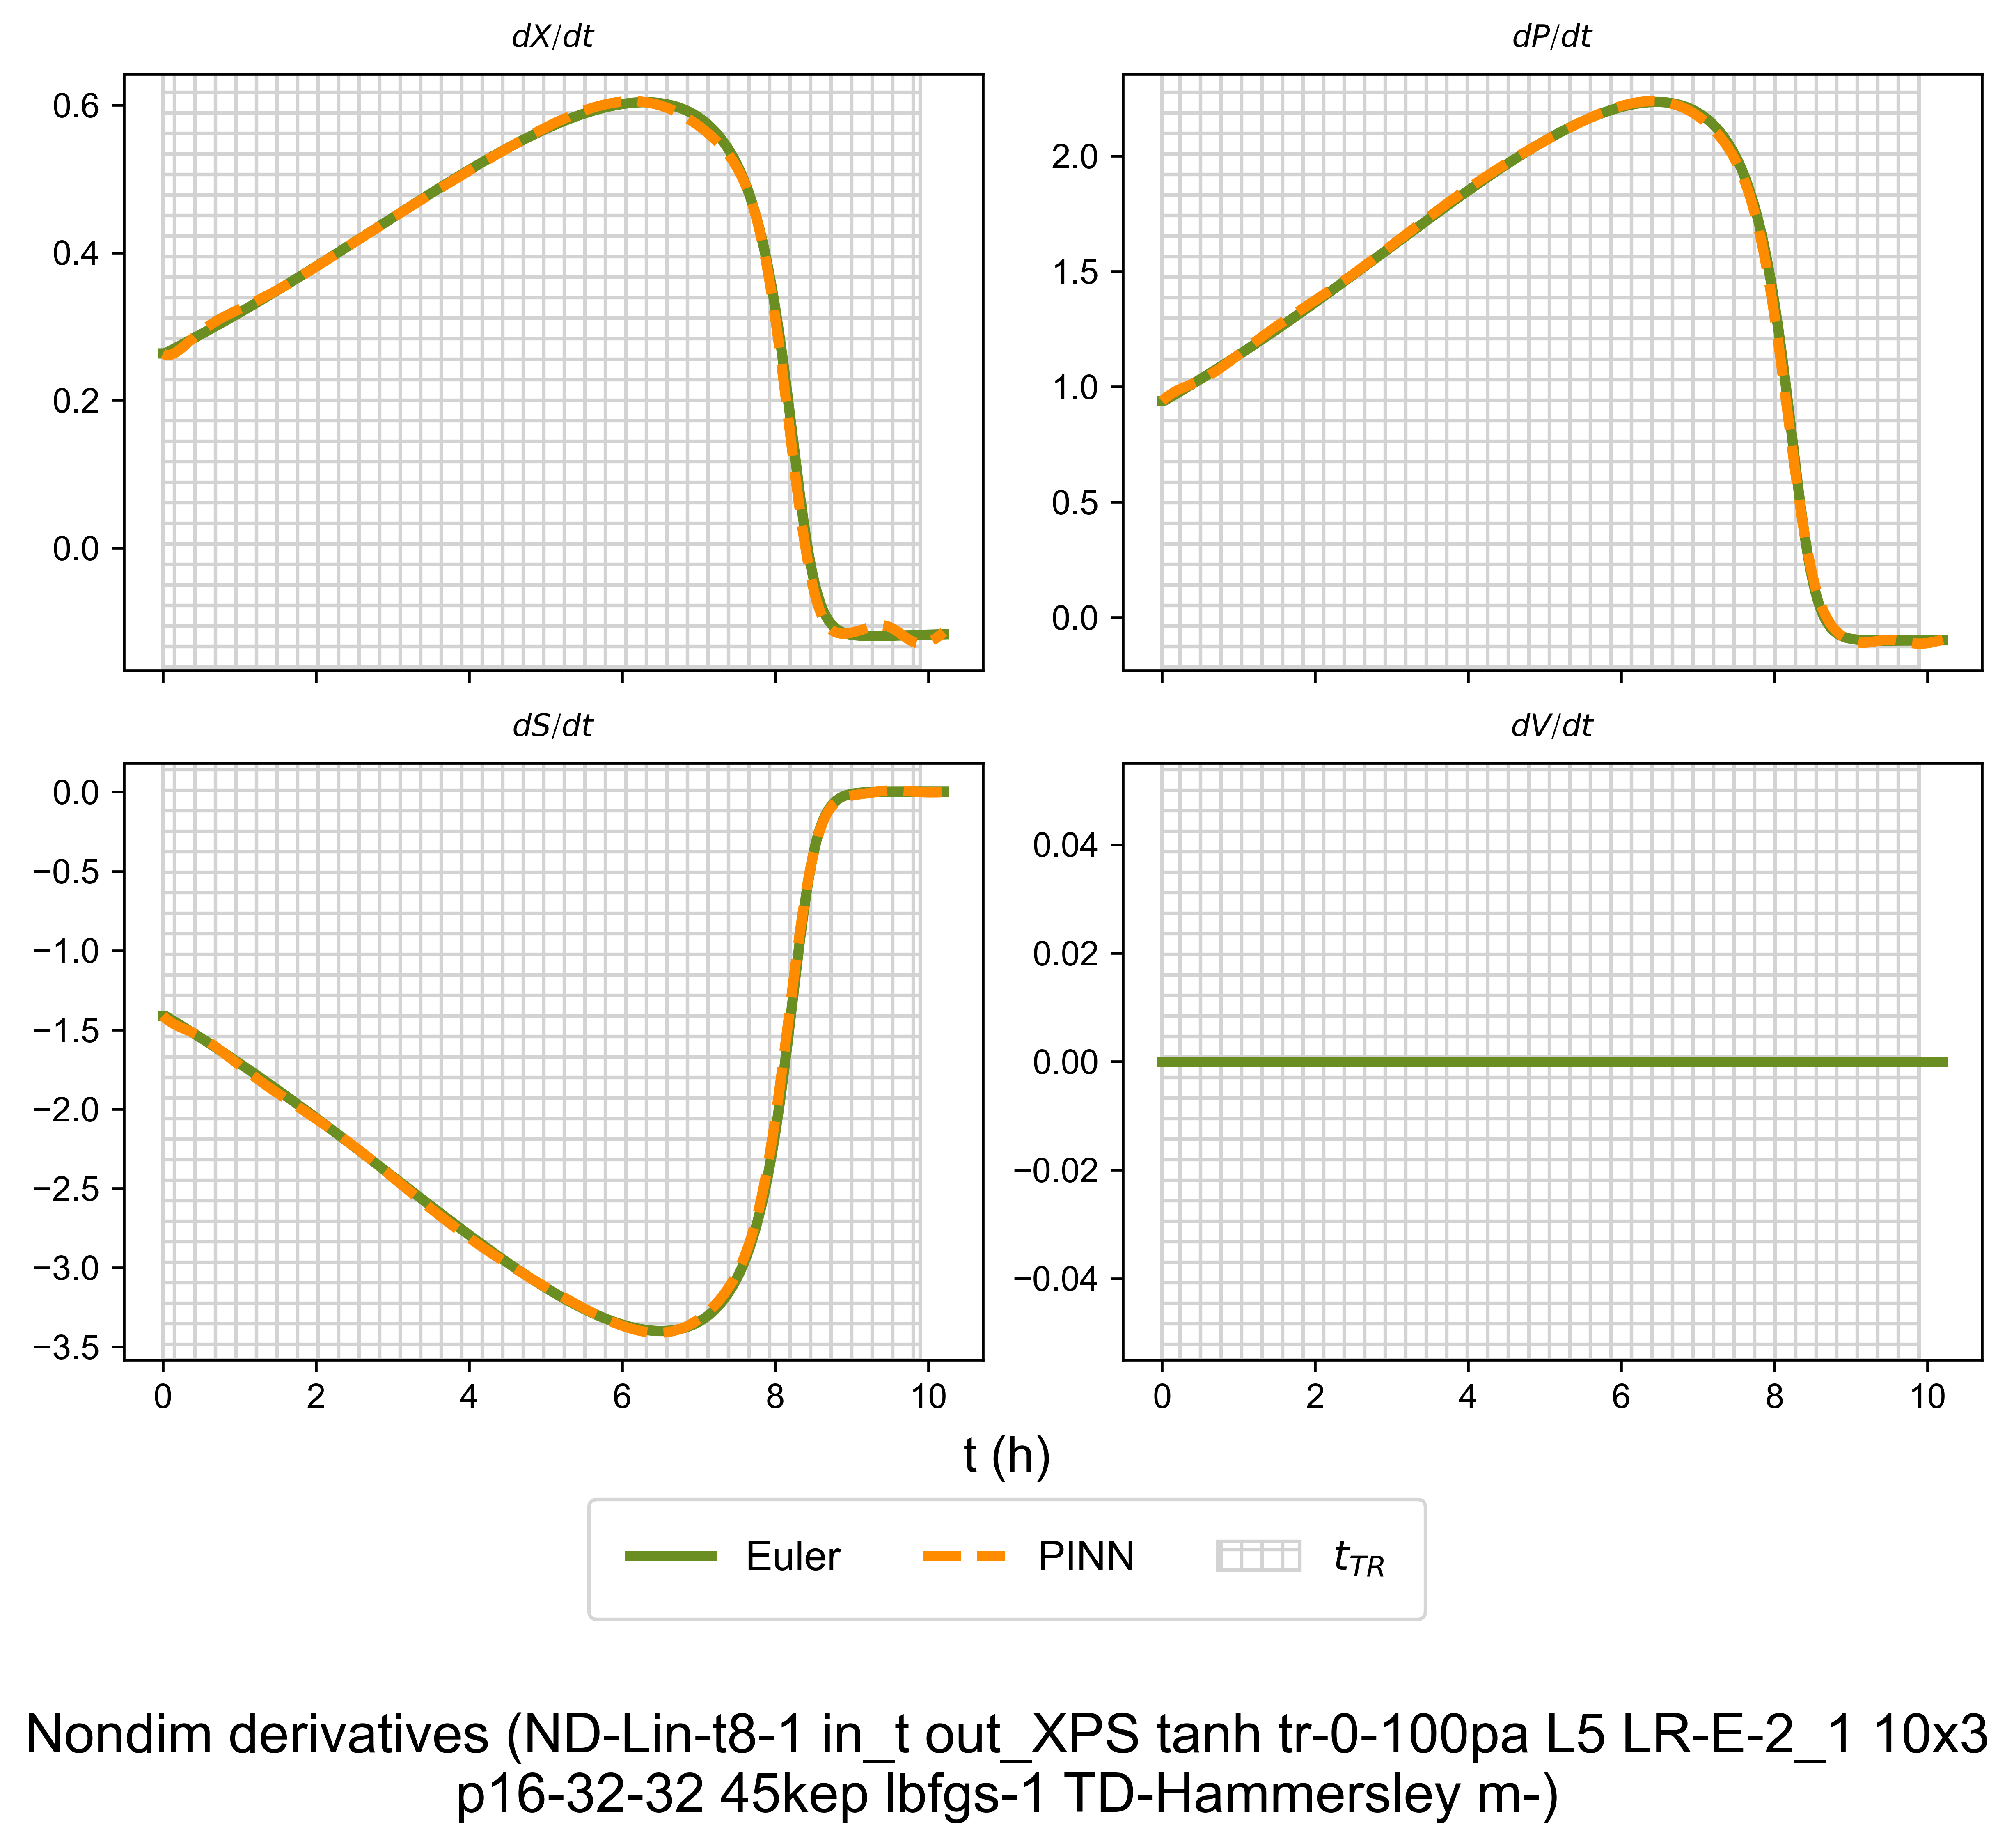 dX/dt
dP/dt
0.6
0.4
0.2
0.0
2.0
1.5
1.0
0.5
0.0
dS/dt
dV/dt
0.0
−0.5
−1.0
−1.5
−2.0
−2.5
−3.0
−3.5
0.04
0.02
0.00
−0.02
−0.04
0 2 4 6 8 10
0 2 4 6 8 10
t (h)
Euler PINN t_TR
Nondim derivatives (ND-Lin-t8-1 in_t out_XPS tanh tr-0-100pa L5 LR-E-2_1 10x3
p16-32-32 45kep lbfgs-1 TD-Hammersley m-)